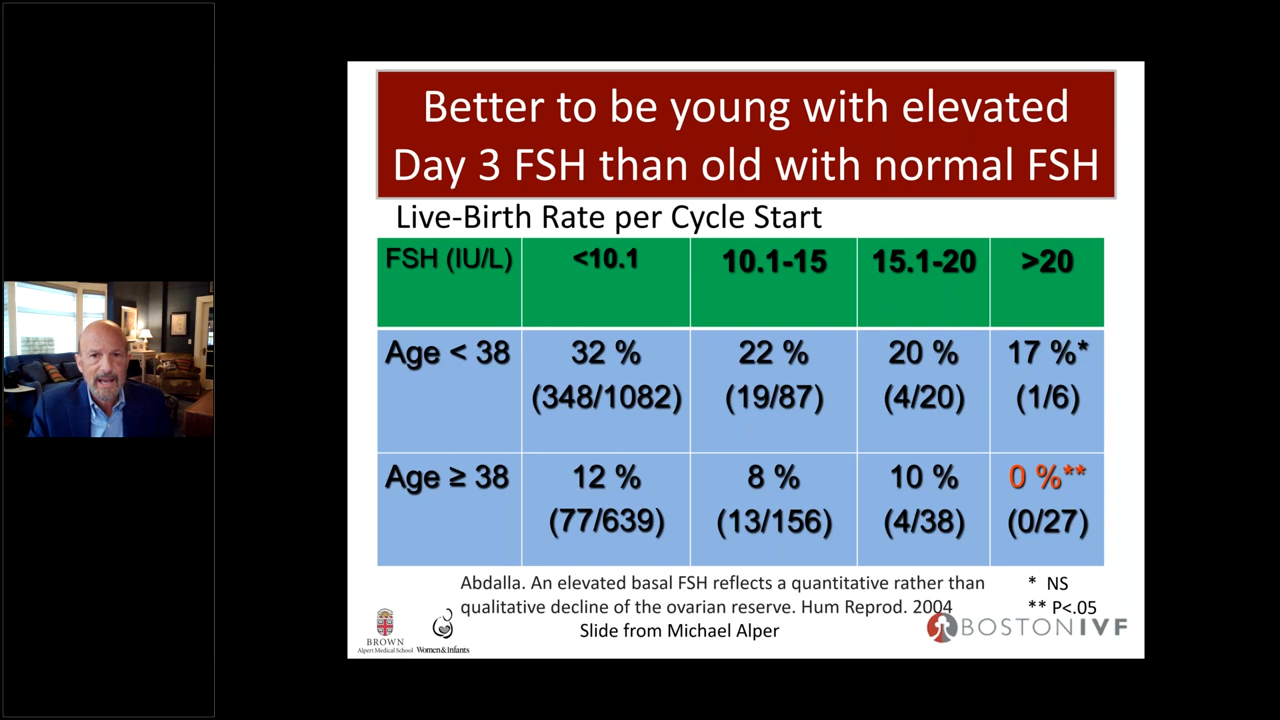 Better to be young with elevated
Day 3 FSH than old with normal FSH
Live-Birth Rate per Cycle Start
FSH (IU/L) <10.1 10.1-15 15.1-20 >20
Age < 38 32 % 22 % 20 % 17 %*
(348/1082) (19/87) (4/20) (1/6)
Age ≥ 38 12 % 8 % 10 % 0 %**
(77/639) (13/156) (4/38) (0/27)
Abdalla. An elevated basal FSH reflects a quantitative rather than
qualitative decline of the ovarian reserve. Hum Reprod. 2004
* NS
** P<.05
Slide from Michael Alper
BROWN
Alpert Medical School
Women&Infants
BOSTON IVF